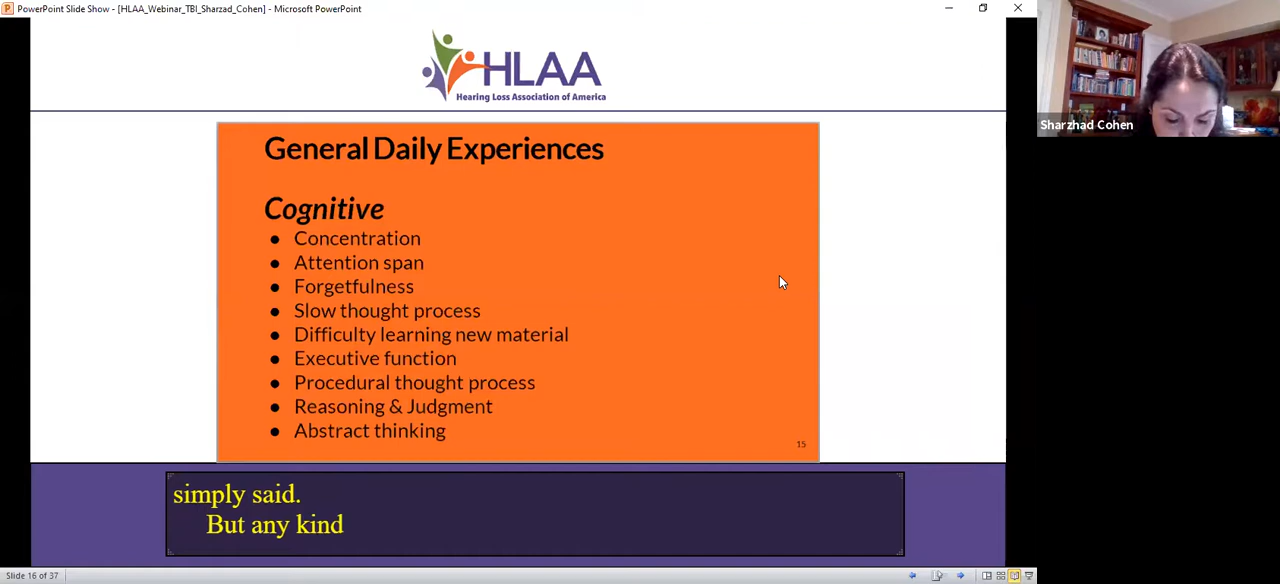 PowerPoint Slide Show - [HLAA_Webinar_TBI_Sharzad_Cohen] - Microsoft PowerPoint
HLAA
Hearing Loss Association of America
Sharzhad Cohen
General Daily Experiences
Cognitive
● Concentration
● Attention span
● Forgetfulness
● Slow thought process
● Difficulty learning new material
● Executive function
● Procedural thought process
● Reasoning & Judgment
● Abstract thinking
15
simply said.
But any kind
Slide 16 of 37